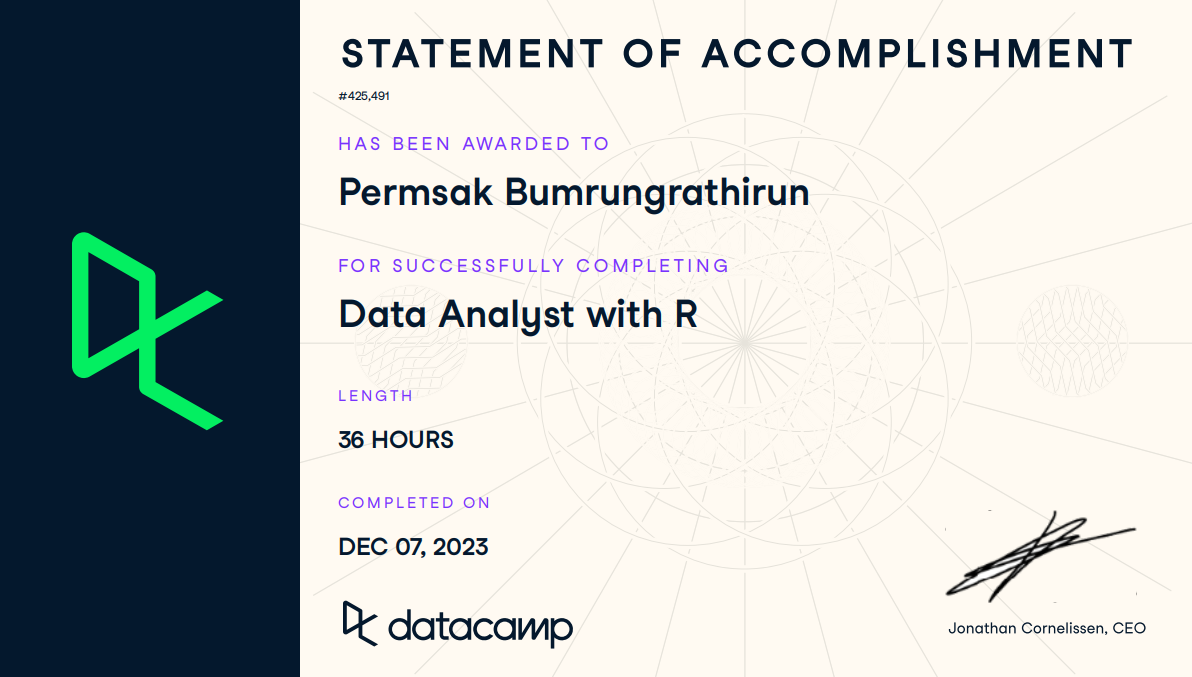 STATEMENT OF ACCOMPLISHMENT
#425,491
HAS BEEN AWARDED TO
Permsak Bumrungrathirun
FOR SUCCESSFULLY COMPLETING
Data Analyst with R
LENGTH
36 HOURS
COMPLETED ON
DEC 07, 2023
datacamp
Jonathan Cornelissen, CEO